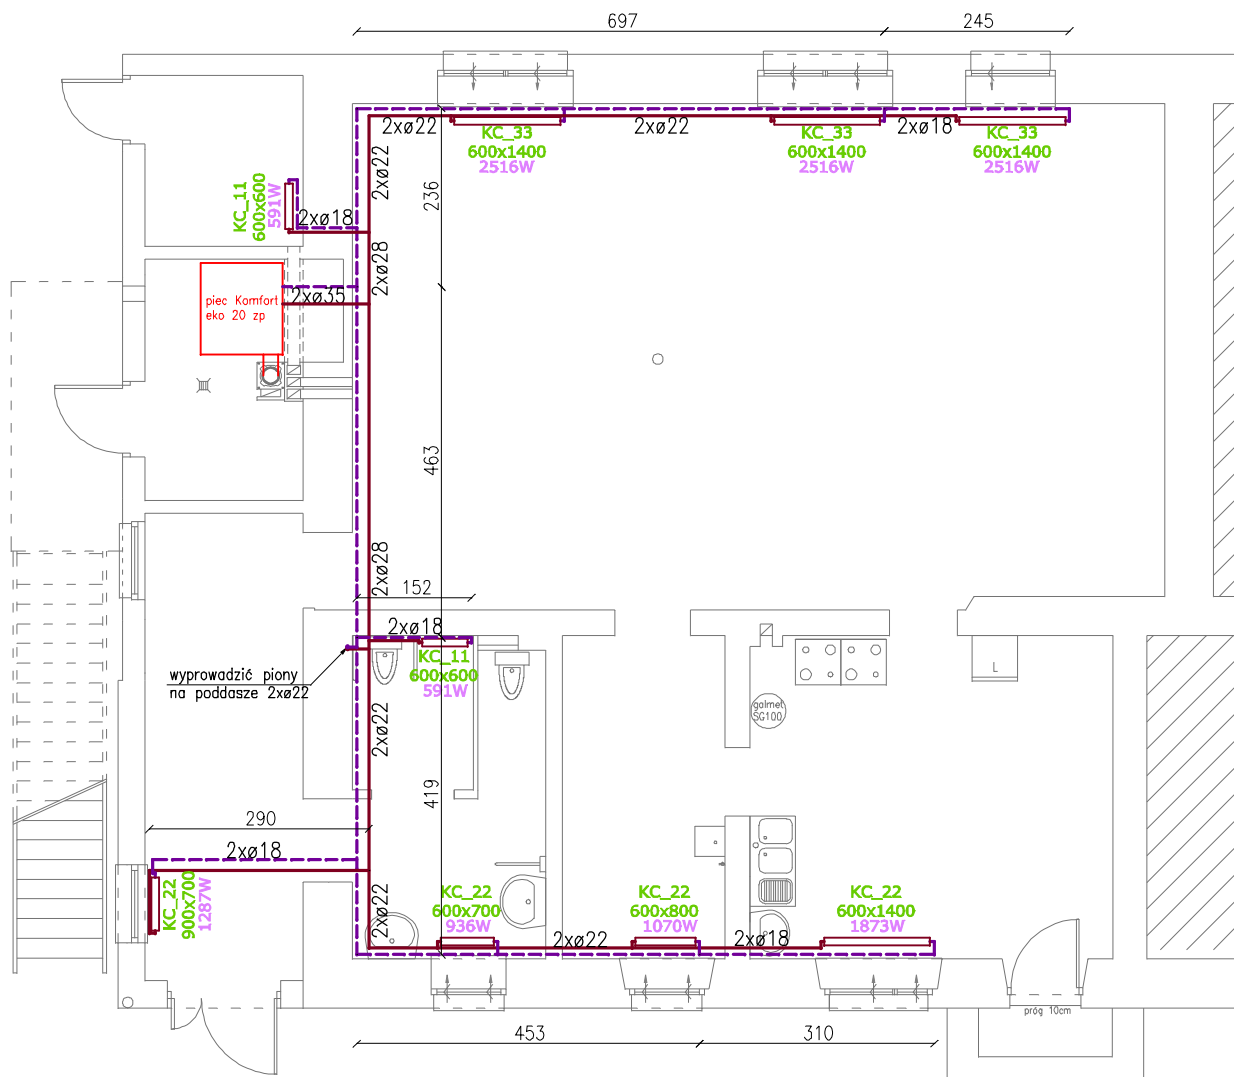 697
245
2xø22
2xø22
2xø18
KC_33
600x1400
2516W
KC_33
600x1400
2516W
KC_33
600x1400
2516W
2xø22
236
KC_11
600x600
591W
2xø18
2xø28
2xø35
piec Komfort
eko 20 zp
463
2xø28
152
2xø18
KC_11
600x600
591W
wyprowadzić piony
na poddasze 2xø22
L
galmet
SG100
2xø22
419
290
2xø18
KC_22
900x700
1287W
2xø22
KC_22
600x700
936W
2xø22
KC_22
600x800
1070W
2xø18
KC_22
600x1400
1873W
próg 10cm
453
310